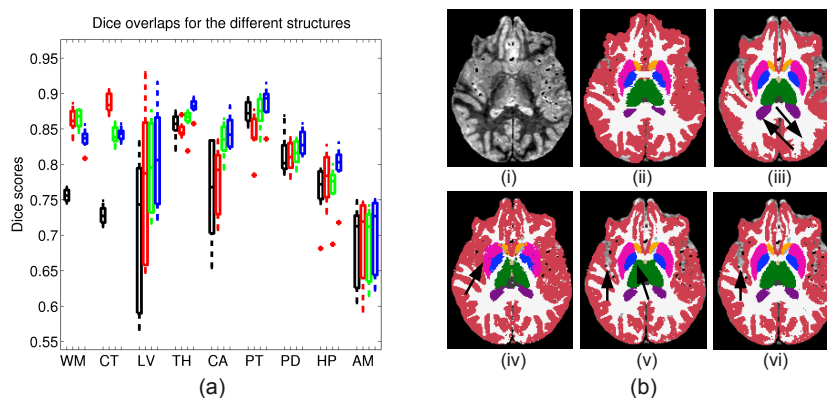 Dice overlaps for the different structures
Dice scores
0.95
0.9
0.85
0.8
0.75
0.7
0.65
0.6
0.55
WM CT LV TH CA PT PD HP AM
(a)
(i) (ii) (iii)
(iv) (v) (vi)
(b)